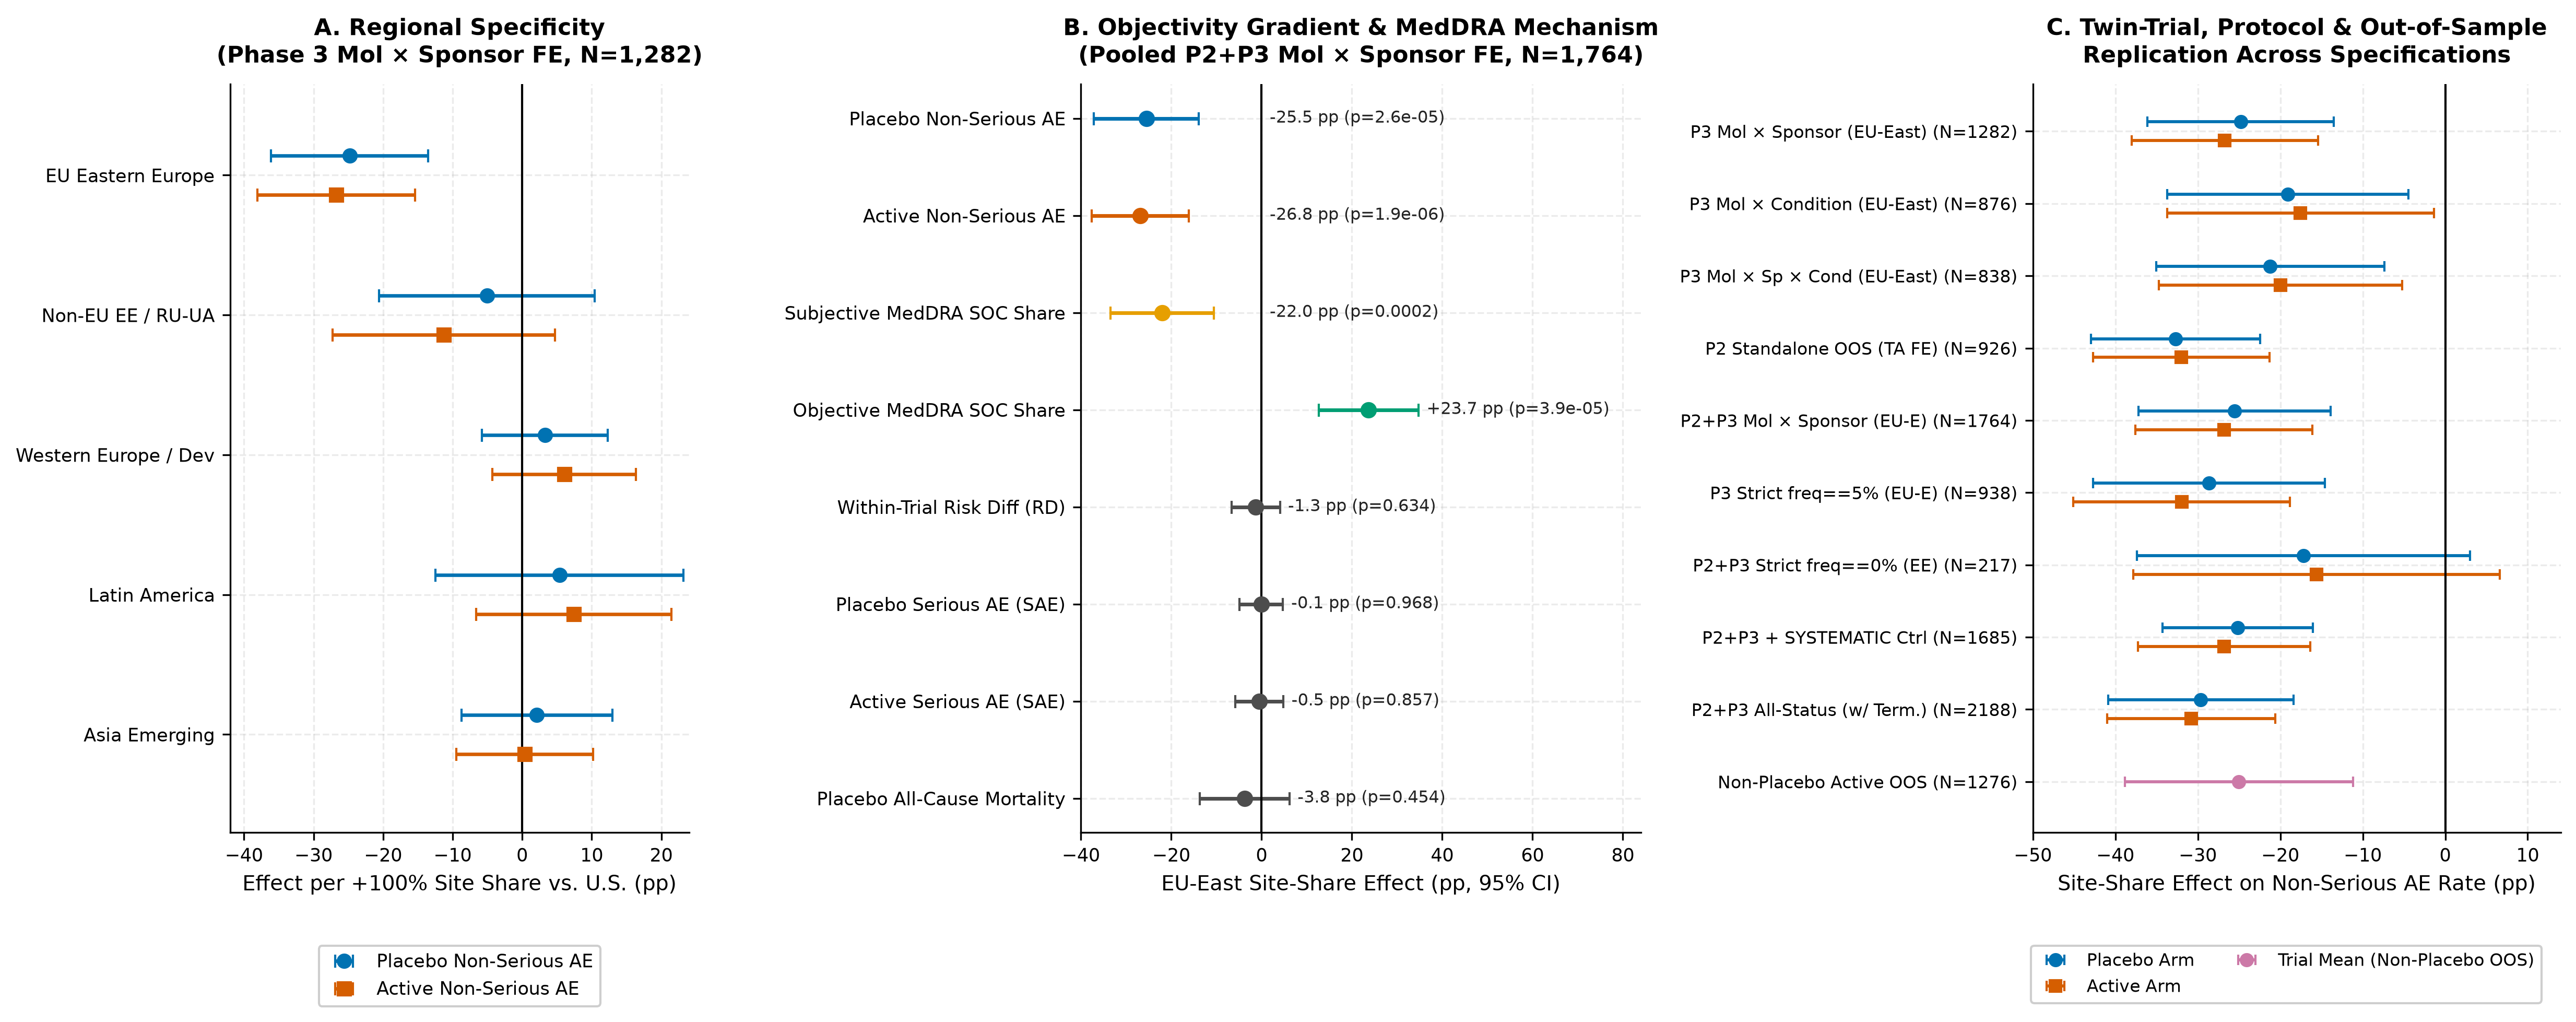 A. Regional Specificity
(Phase 3 Mol × Sponsor FE, N=1,282)
EU Eastern Europe
Non-EU EE / RU-UA
Western Europe / Dev
Latin America
Asia Emerging
−40 −30 −20 −10 0 10 20
Effect per +100% Site Share vs. U.S. (pp)
Placebo Non-Serious AE
Active Non-Serious AE
B. Objectivity Gradient & MedDRA Mechanism
(Pooled P2+P3 Mol × Sponsor FE, N=1,764)
Placebo Non-Serious AE -25.5 pp (p=2.6e-05)
Active Non-Serious AE -26.8 pp (p=1.9e-06)
Subjective MedDRA SOC Share -22.0 pp (p=0.0002)
Objective MedDRA SOC Share +23.7 pp (p=3.9e-05)
Within-Trial Risk Diff (RD) -1.3 pp (p=0.634)
Placebo Serious AE (SAE) -0.1 pp (p=0.968)
Active Serious AE (SAE) -0.5 pp (p=0.857)
Placebo All-Cause Mortality -3.8 pp (p=0.454)
−40 −20 0 20 40 60 80
EU-East Site-Share Effect (pp, 95% CI)
C. Twin-Trial, Protocol & Out-of-Sample
Replication Across Specifications
P3 Mol × Sponsor (EU-East) (N=1282)
P3 Mol × Condition (EU-East) (N=876)
P3 Mol × Sp × Cond (EU-East) (N=838)
P2 Standalone OOS (TA FE) (N=926)
P2+P3 Mol × Sponsor (EU-E) (N=1764)
P3 Strict freq==5% (EU-E) (N=938)
P2+P3 Strict freq==0% (EE) (N=217)
P2+P3 + SYSTEMATIC Ctrl (N=1685)
P2+P3 All-Status (w/ Term.) (N=2188)
Non-Placebo Active OOS (N=1276)
−50 −40 −30 −20 −10 0 10
Site-Share Effect on Non-Serious AE Rate (pp)
Placebo Arm
Active Arm
Trial Mean (Non-Placebo OOS)